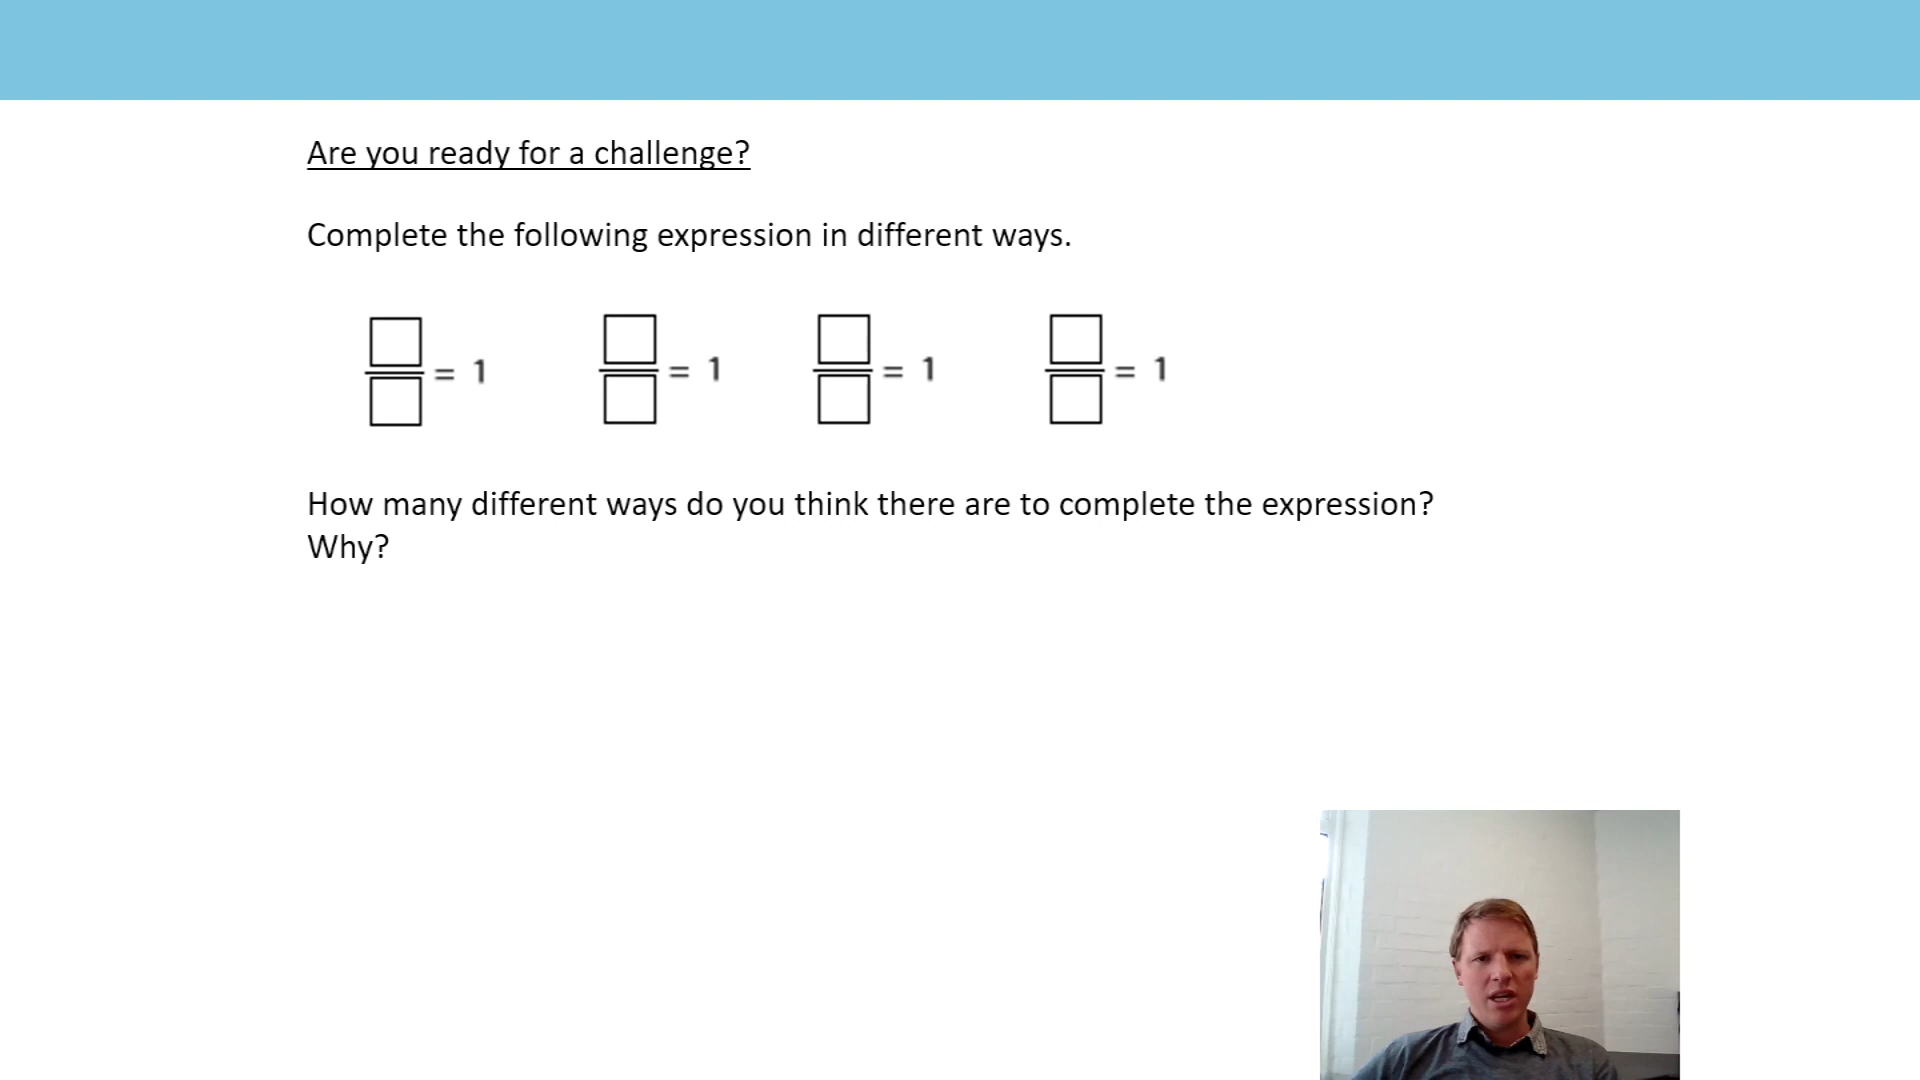 Are you ready for a challenge?
Complete the following expression in different ways.
= 1 = 1 = 1 = 1
How many different ways do you think there are to complete the expression?
Why?